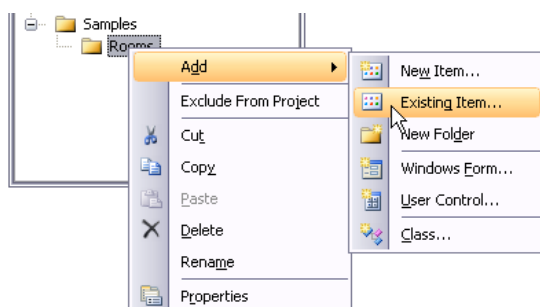 Samples
Rooms
Add
Exclude From Project
Cut
Copy
Paste
Delete
Rename
Properties
New Item...
Existing Item...
New Folder
Windows Form...
User Control...
Class...